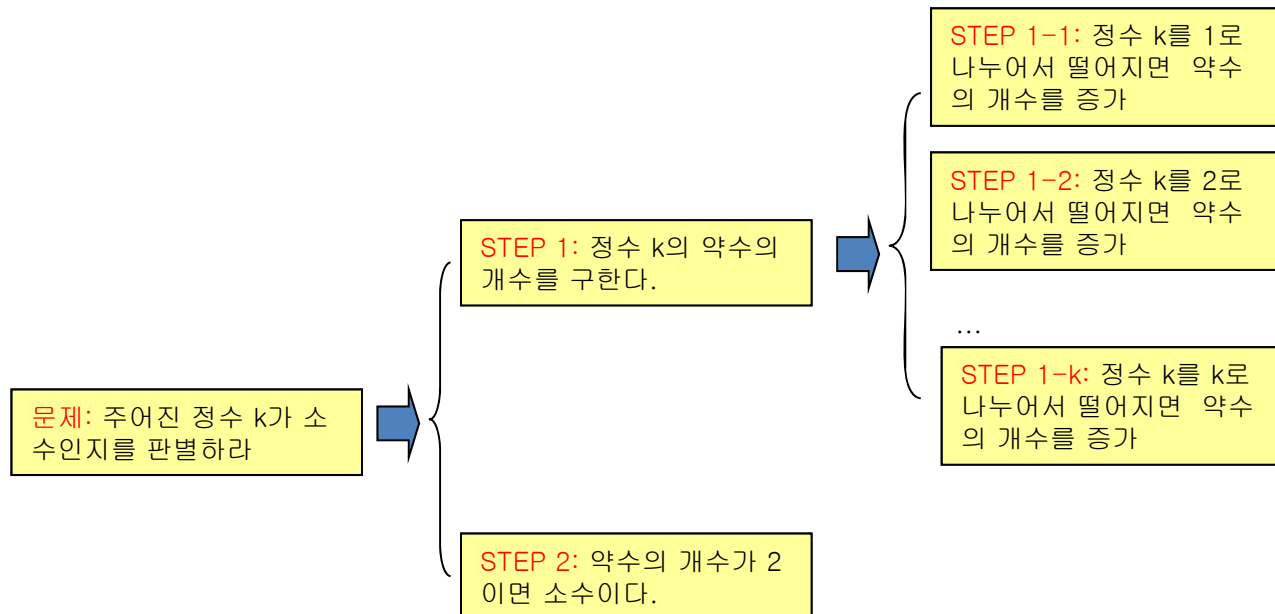 문제: 주어진 정수 k가 소
수인지를 판별하라
STEP 1: 정수 k의 약수의
개수를 구한다.
STEP 2: 약수의 개수가 2
이면 소수이다.
STEP 1-1: 정수 k를 1로
나누어서 떨어지면 약수
의 개수를 증가
STEP 1-2: 정수 k를 2로
나누어서 떨어지면 약수
의 개수를 증가
...
STEP 1-k: 정수 k를 k로
나누어서 떨어지면 약수
의 개수를 증가